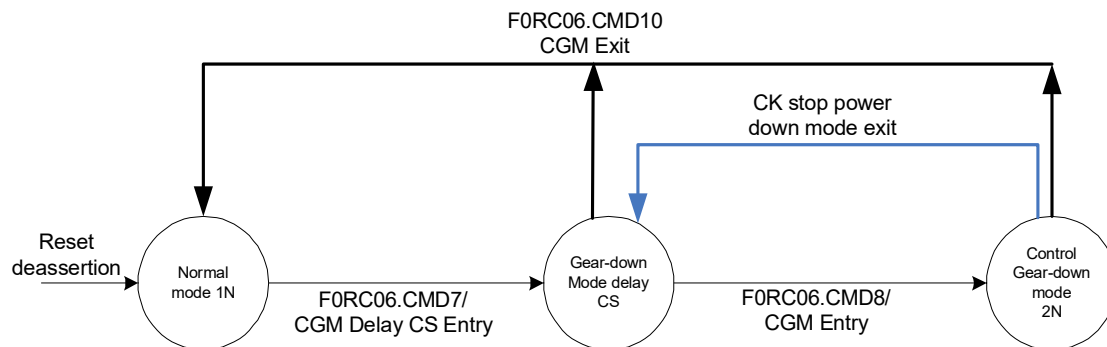 F0RC06.CMD10
CGM Exit
CK stop power
down mode exit
Reset
deassertion
Normal
mode 1N
F0RC06.CMD7/
CGM Delay CS Entry
Gear-down
Mode delay
CS
F0RC06.CMD8/
CGM Entry
Control
Gear-down
mode
2N